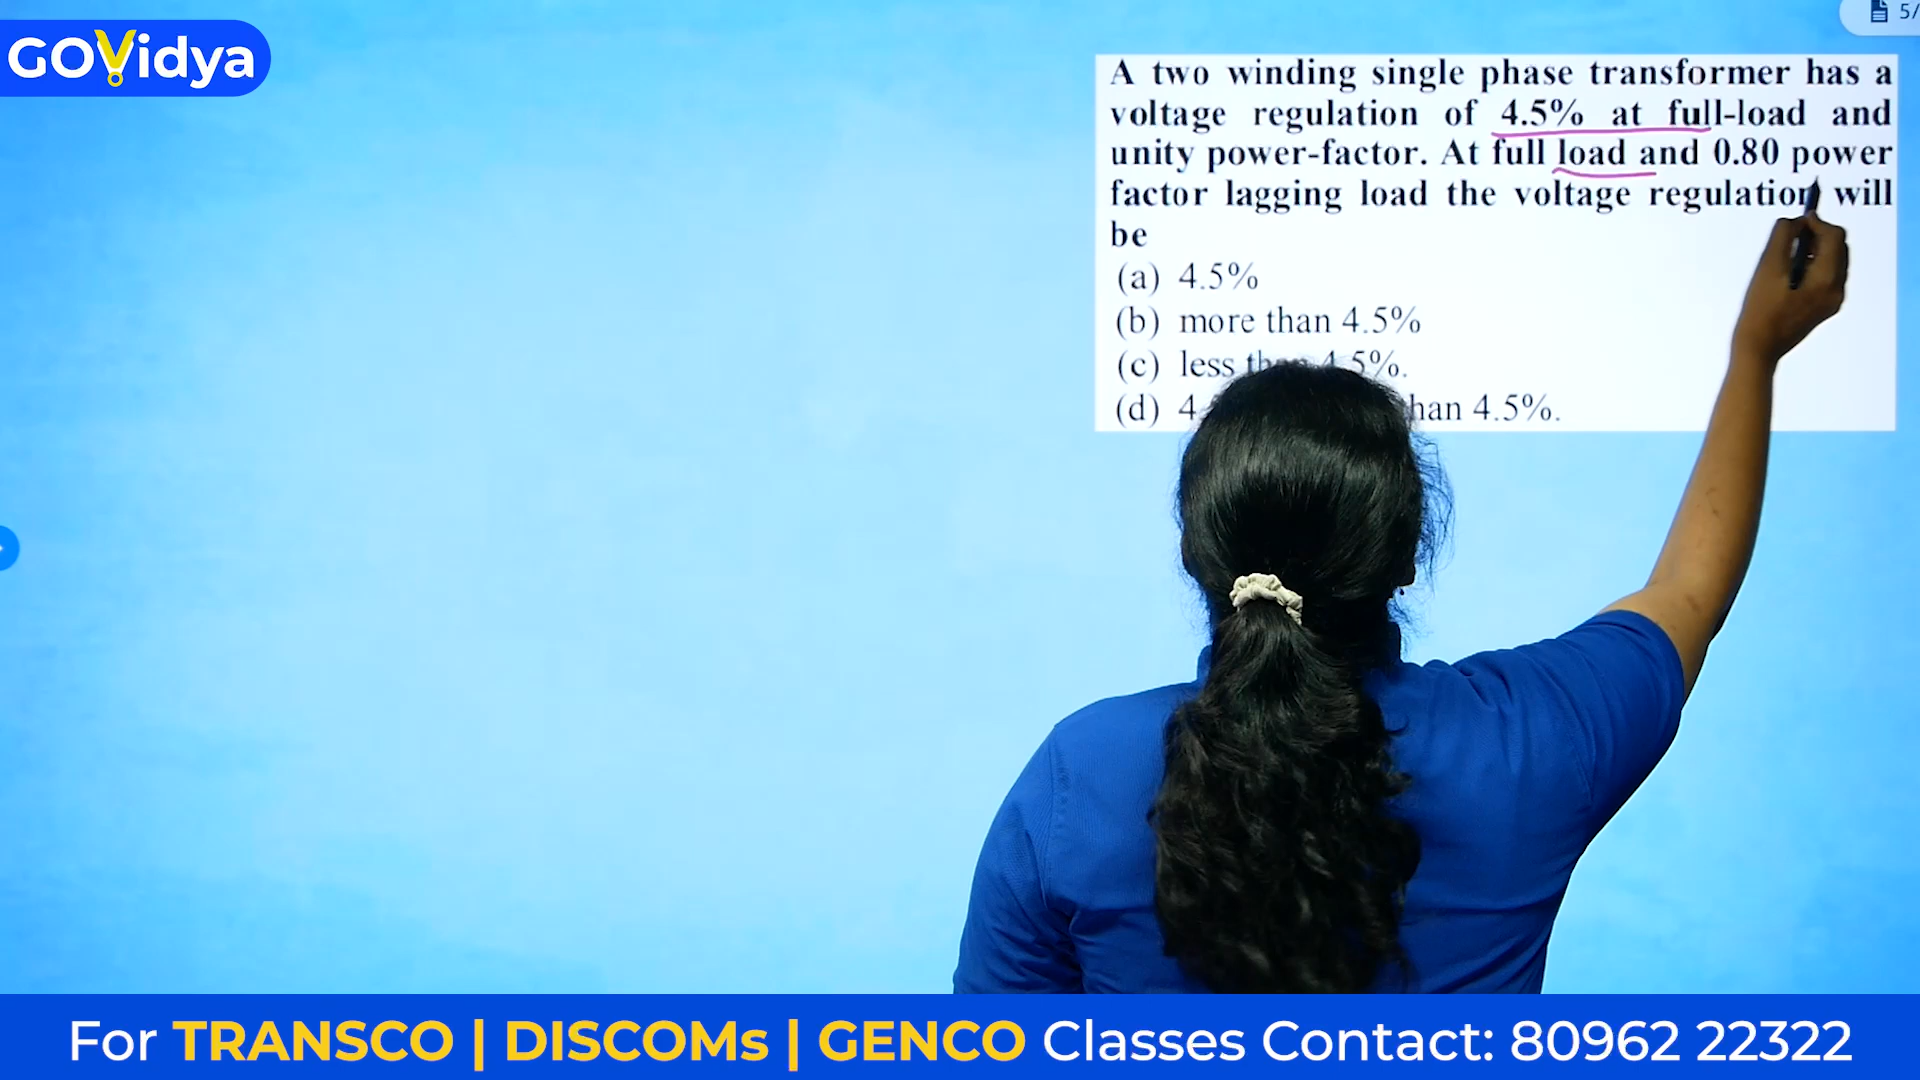 GOVidya
5/
A two winding single phase transformer has a
voltage regulation of 4.5% at full-load and
unity power-factor. At full load and 0.80 power
factor lagging load the voltage regulation will
be
(a) 4.5%
(b) more than 4.5%
(c) less 4.5%.
(d) 4 than 4.5%.
For TRANSCO | DISCOMs | GENCO Classes Contact: 80962 22322